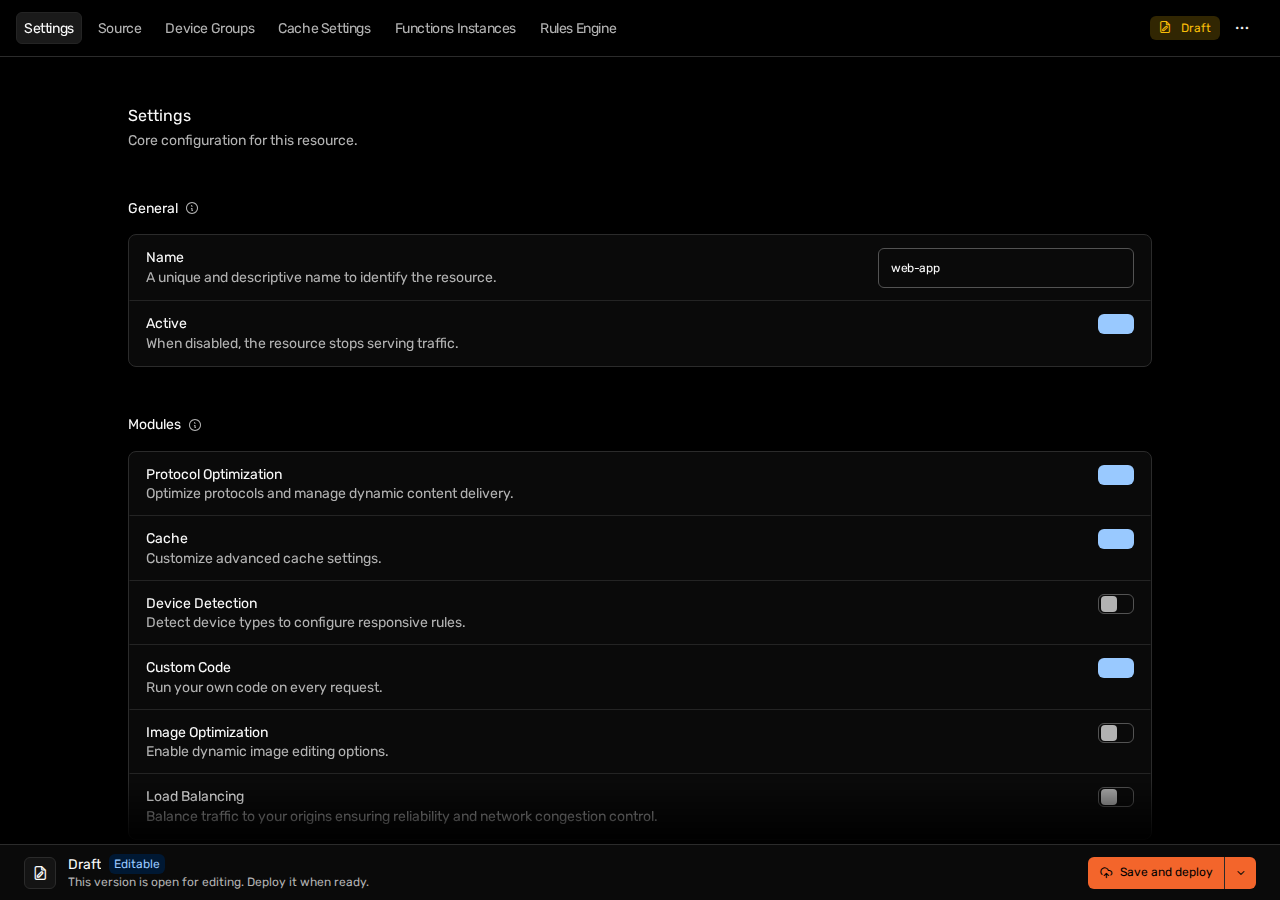 Settings
Source
Device Groups
Cache Settings
Functions Instances
Rules Engine
Draft
Settings
Core configuration for this resource.
General
Name
A unique and descriptive name to identify the resource.
web-app
Active
When disabled, the resource stops serving traffic.
Modules
Protocol Optimization
Optimize protocols and manage dynamic content delivery.
Cache
Customize advanced cache settings.
Device Detection
Detect device types to configure responsive rules.
Custom Code
Run your own code on every request.
Image Optimization
Enable dynamic image editing options.
Load Balancing
Balance traffic to your origins ensuring reliability and network congestion control.
Draft
Editable
This version is open for editing. Deploy it when ready.
Save and deploy